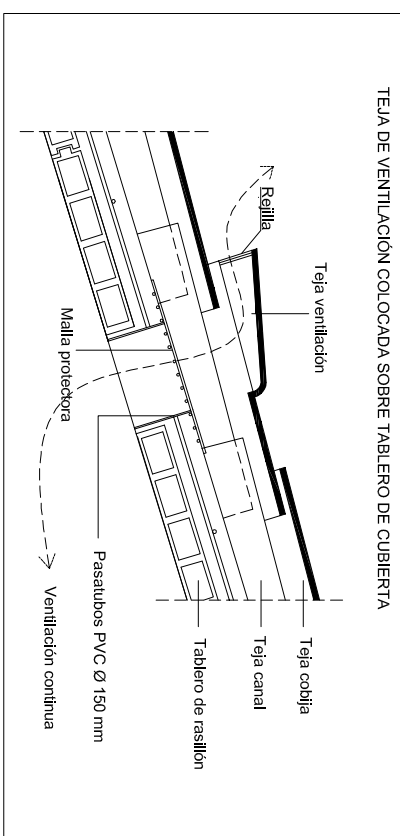 TEJA DE VENTILACIÓN COLOCADA SOBRE TABLERO DE CUBIERTA
Rejilla
Teja ventilación
Teja cobija
Teja canal
Tablero de rasillón
Malla protectora
Pasatubos PVC Ø 150 mm
Ventilación continua